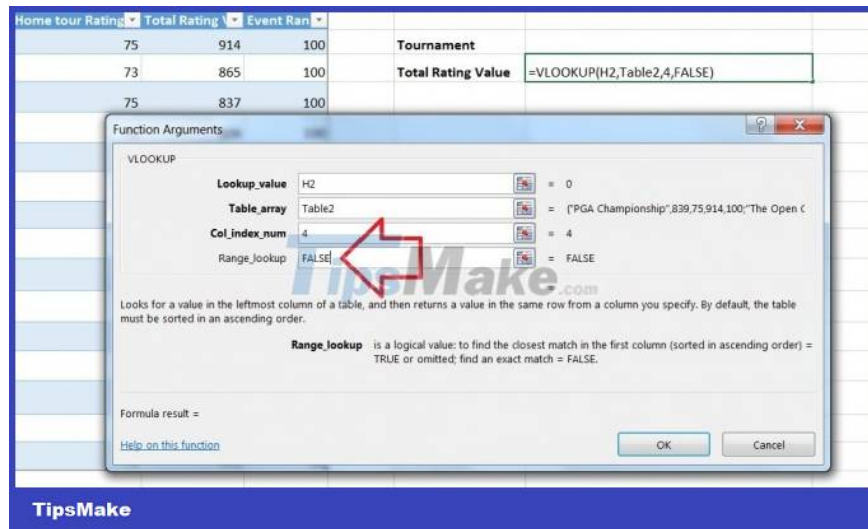 Home tour Rating Total Rating V Event Ran
75 914 100
Tournament
73 865 100
Total Rating Value =VLOOKUP(H2,Table2,4,FALSE)
75 837 100
Function Arguments
VLOOKUP
Lookup_value H2 = 0
Table_array Table2 = {"PGA Championship",839,75,914,100;"The Open C
Col_index_num 4 = 4
Range_lookup FALSE = FALSE
=
TipsMake.com
Looks for a value in the leftmost column of a table, and then returns a value in the same row from a column you specify. By default, the table
must be sorted in an ascending order.
Range_lookup is a logical value: to find the closest match in the first column (sorted in ascending order) =
TRUE or omitted; find an exact match = FALSE.
Formula result =
Help on this function
OK Cancel
TipsMake